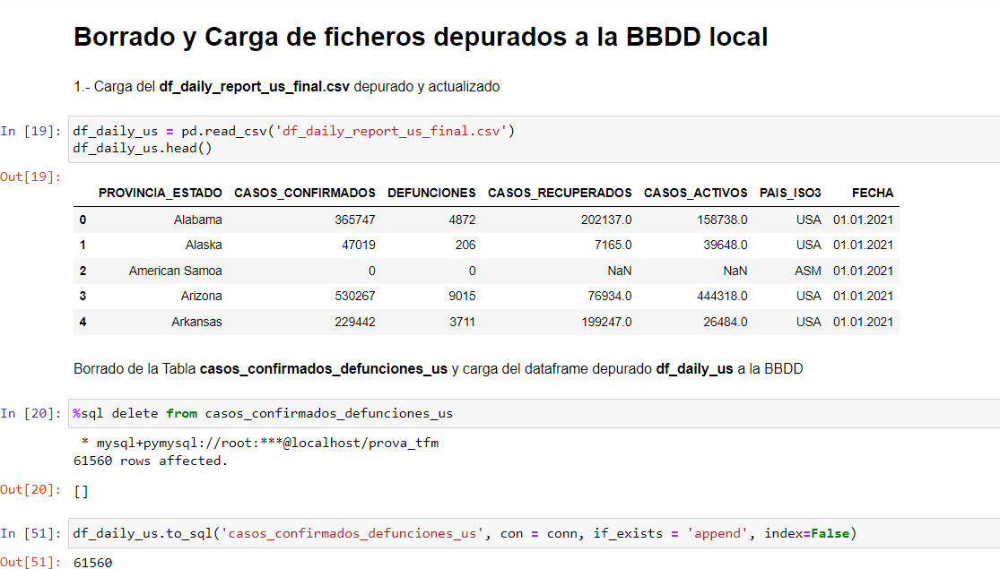 Borrado y Carga de ficheros depurados a la BBDD local
1.- Carga del df_daily_report_us_final.csv depurado y actualizado
In [19]: df_daily_us = pd.read_csv('df_daily_report_us_final.csv')
df_daily_us.head()
Out[19]:
PROVINCIA_ESTADO CASOS_CONFIRMADOS DEFUNCIONES CASOS_RECUPERADOS CASOS_ACTIVOS PAIS_ISO3 FECHA
0 Alabama 365747 4872 202137.0 158738.0 USA 01.01.2021
1 Alaska 47019 206 7165.0 39648.0 USA 01.01.2021
2 American Samoa 0 0 NaN NaN ASM 01.01.2021
3 Arizona 530267 9015 76934.0 444318.0 USA 01.01.2021
4 Arkansas 229442 3711 199247.0 26484.0 USA 01.01.2021
Borrado de la Tabla casos_confirmados_defunciones_us y carga del dataframe depurado df_daily_us a la BBDD
In [20]: %sql delete from casos_confirmados_defunciones_us
* mysql+pymysql://root:***@localhost/prova_tfm
61560 rows affected.
Out[20]: []
In [51]: df_daily_us.to_sql('casos_confirmados_defunciones_us', con = conn, if_exists = 'append', index=False)
Out[51]: 61560